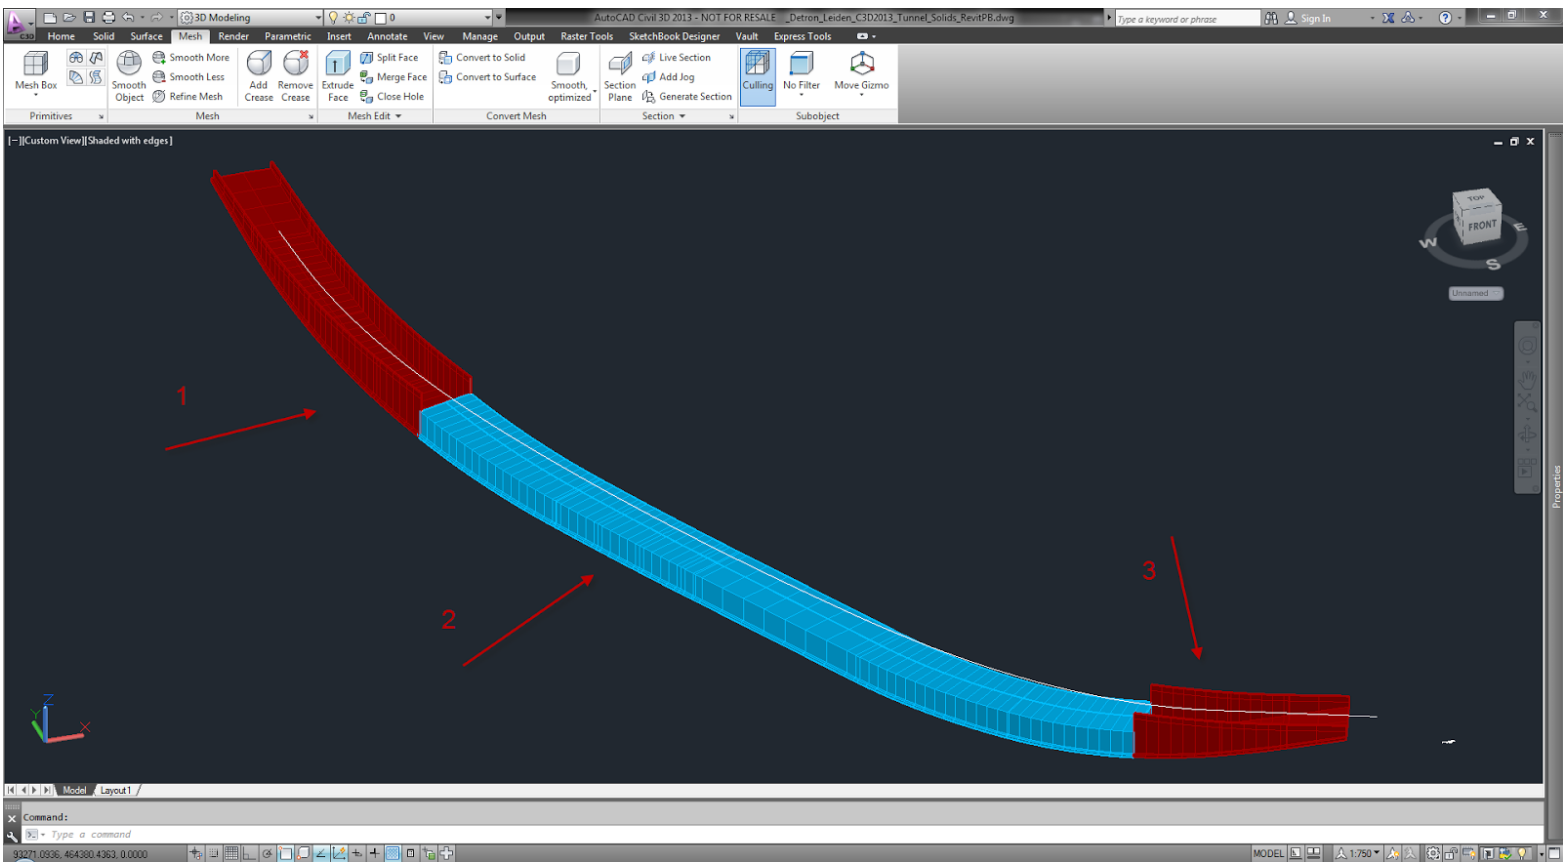 3D Modeling
0
AutoCAD Civil 3D 2013 - NOT FOR RESALE _Detron_Leiden_C3D2013_Tunnel_Solids_RevitPB.dwg
Type a keyword or phrase
Sign In
C3D
Home Solid Surface Mesh Render Parametric Insert Annotate View Manage Output Raster Tools SketchBook Designer Vault Express Tools
Mesh Box
Smooth Object
Smooth More
Smooth Less
Refine Mesh
Add Crease
Remove Crease
Extrude Face
Split Face
Merge Face
Close Hole
Convert to Solid
Convert to Surface
Smooth, optimized
Section Plane
Live Section
Add Jog
Generate Section
Culling
No Filter
Move Gizmo
Primitives Mesh Mesh Edit Convert Mesh Section Subobject
[-][Custom View][Shaded with edges]
TOP
FRONT
W E
S
Unnamed
Properties
1
2
3
Z
Y
X
Model Layout1
Command:
Type a command
93271.0936, 464380.4363, 0.0000
MODEL
1:750